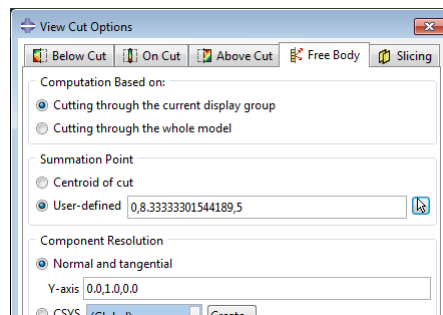 View Cut Options
Below Cut On Cut Above Cut Free Body Slicing
Computation Based on:
Cutting through the current display group
Cutting through the whole model
Summation Point
Centroid of cut
User-defined 0,8.33333301544189,5
Component Resolution
Normal and tangential
Y-axis 0.0,1.0,0.0
CSYS (Global) Create...